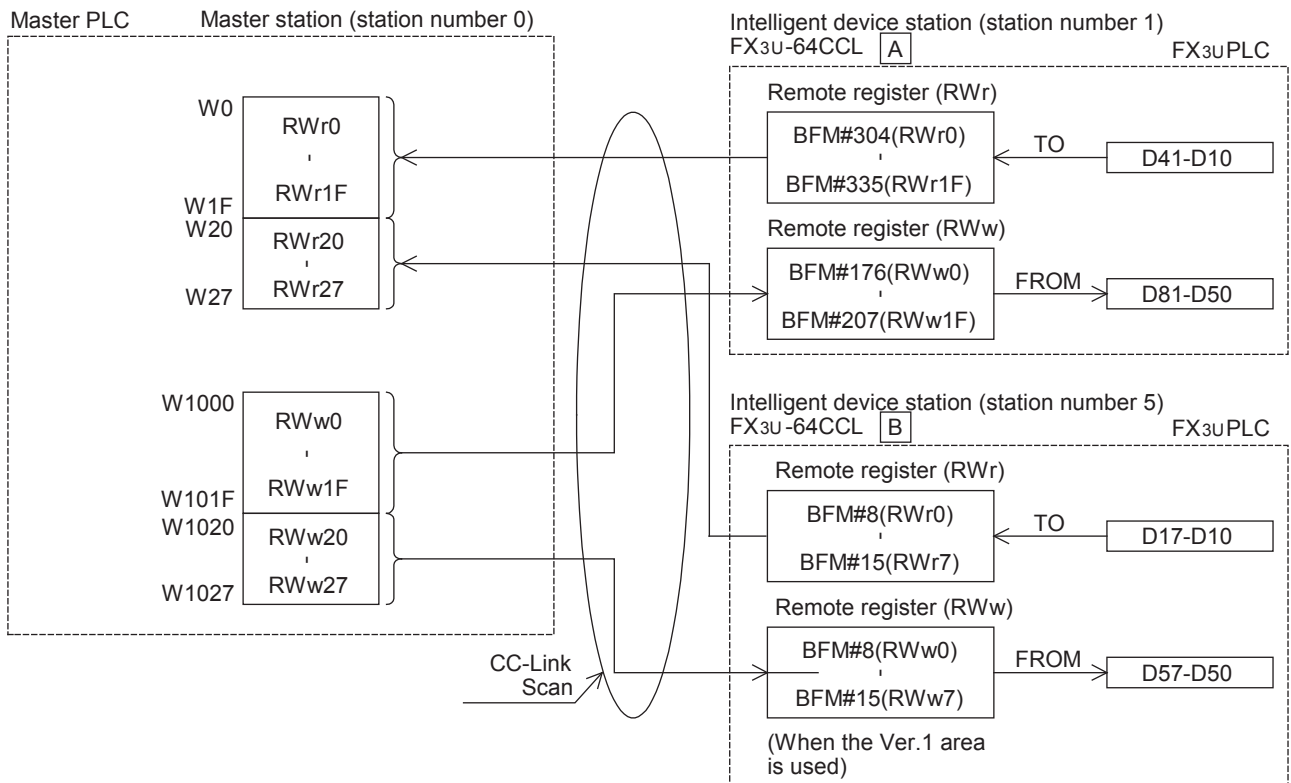 Master PLC
Master station (station number 0)
W0
RWr0
RWr1F
W1F
W20
RWr20
RWr27
W27
W1000
RWw0
RWw1F
W101F
W1020
RWw20
RWw27
W1027
CC-Link
Scan
Intelligent device station (station number 1)
FX3U-64CCL A FX3UPLC
Remote register (RWr)
BFM#304(RWr0)
BFM#335(RWr1F)
TO
D41-D10
Remote register (RWw)
BFM#176(RWw0)
BFM#207(RWw1F)
FROM
D81-D50
Intelligent device station (station number 5)
FX3U-64CCL B FX3UPLC
Remote register (RWr)
BFM#8(RWr0)
BFM#15(RWr7)
TO
D17-D10
Remote register (RWw)
BFM#8(RWw0)
BFM#15(RWw7)
FROM
D57-D50
(When the Ver.1 area
is used)